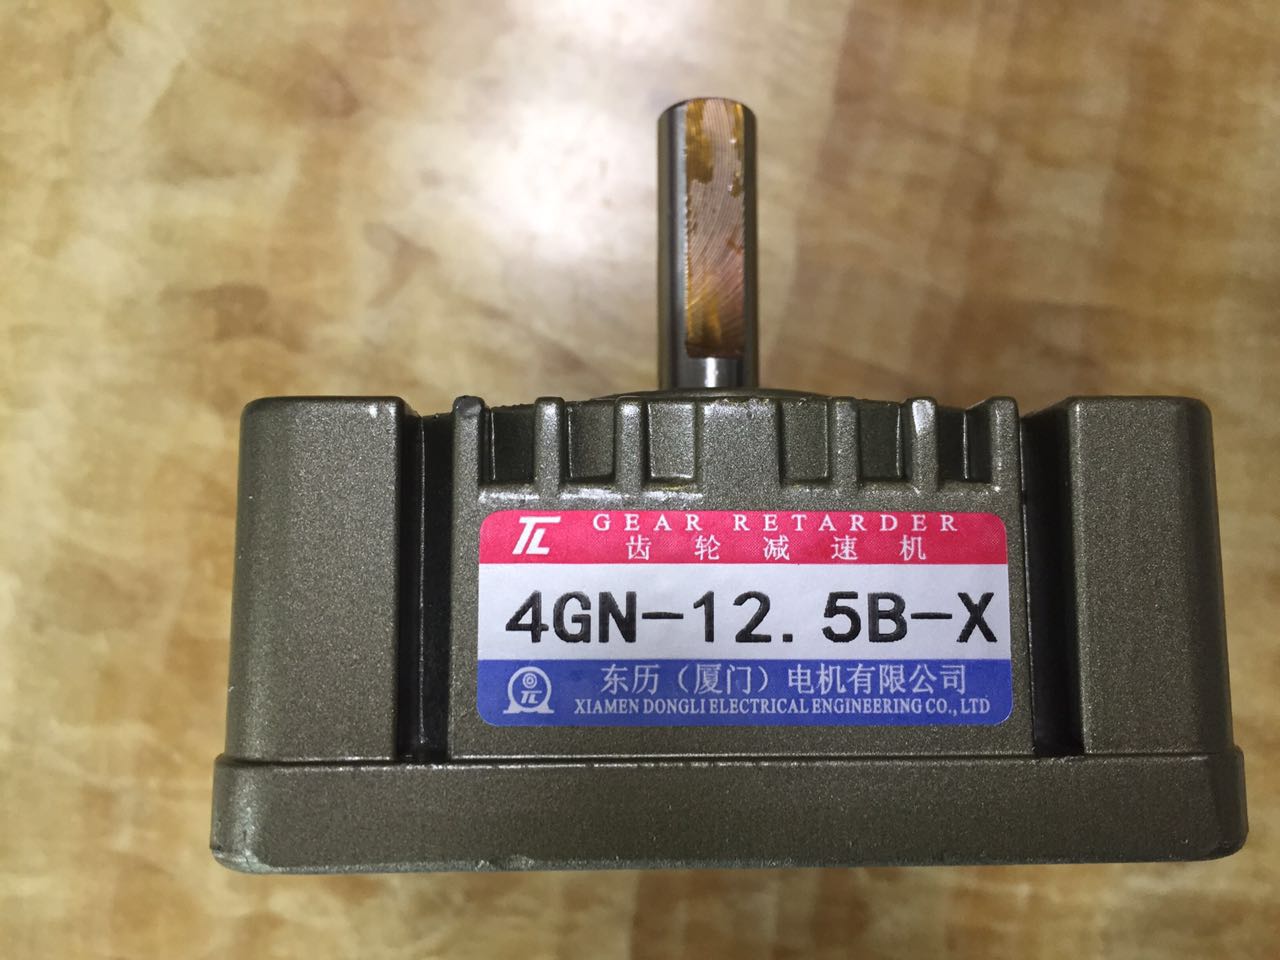 TL GEAR RETARDER
齿轮减速机
4GN-12.5B-X
TL 东历（厦门）电机有限公司
XIAMEN DONGLI ELECTRICAL ENGINEERING CO., LTD